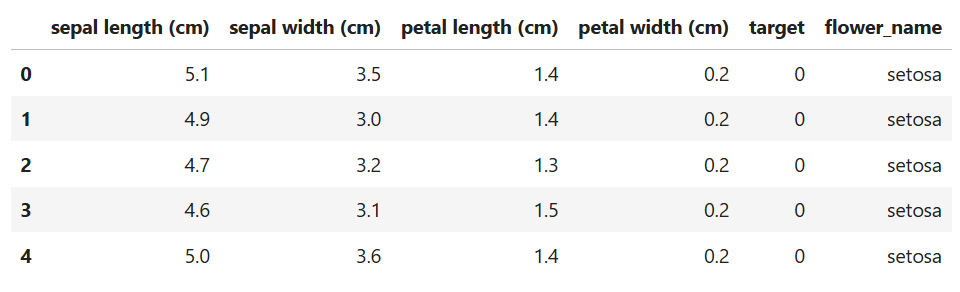 sepal length (cm) sepal width (cm) petal length (cm) petal width (cm) target flower_name
0 5.1 3.5 1.4 0.2 0 setosa
1 4.9 3.0 1.4 0.2 0 setosa
2 4.7 3.2 1.3 0.2 0 setosa
3 4.6 3.1 1.5 0.2 0 setosa
4 5.0 3.6 1.4 0.2 0 setosa